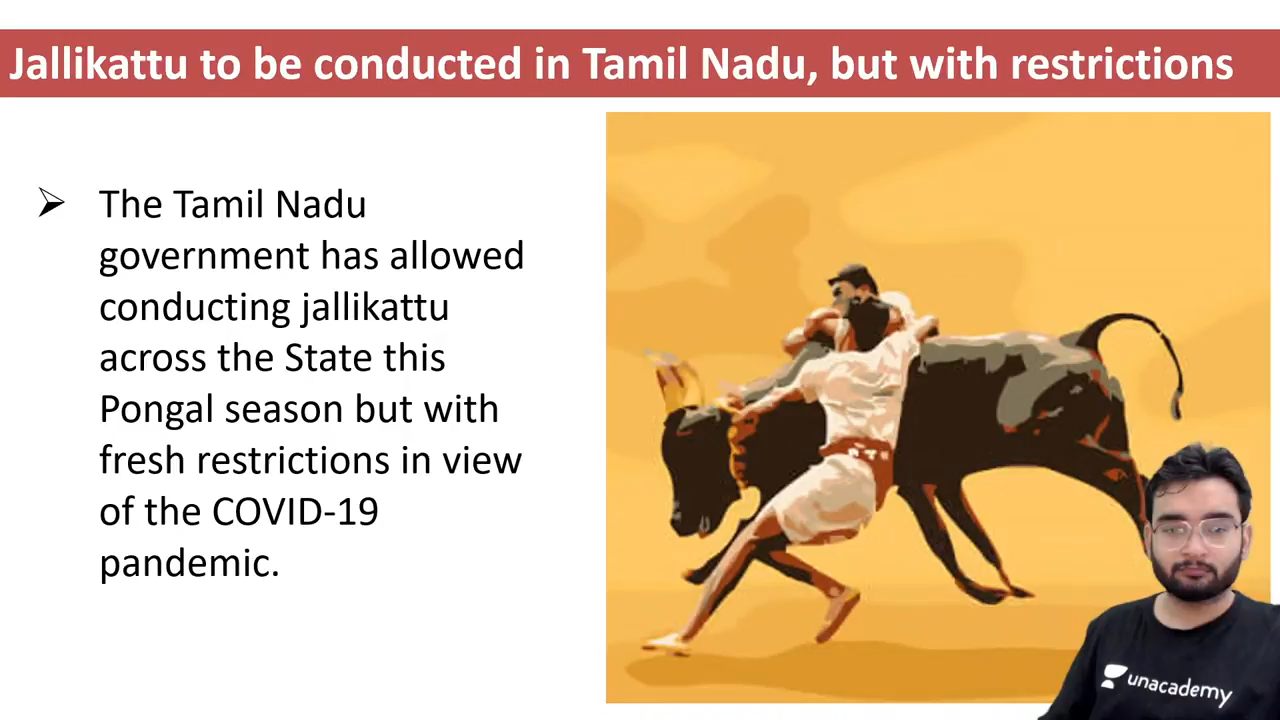 Jallikattu to be conducted in Tamil Nadu, but with restrictions
➢ The Tamil Nadu
government has allowed
conducting jallikattu
across the State this
Pongal season but with
fresh restrictions in view
of the COVID-19
pandemic.
unacademy